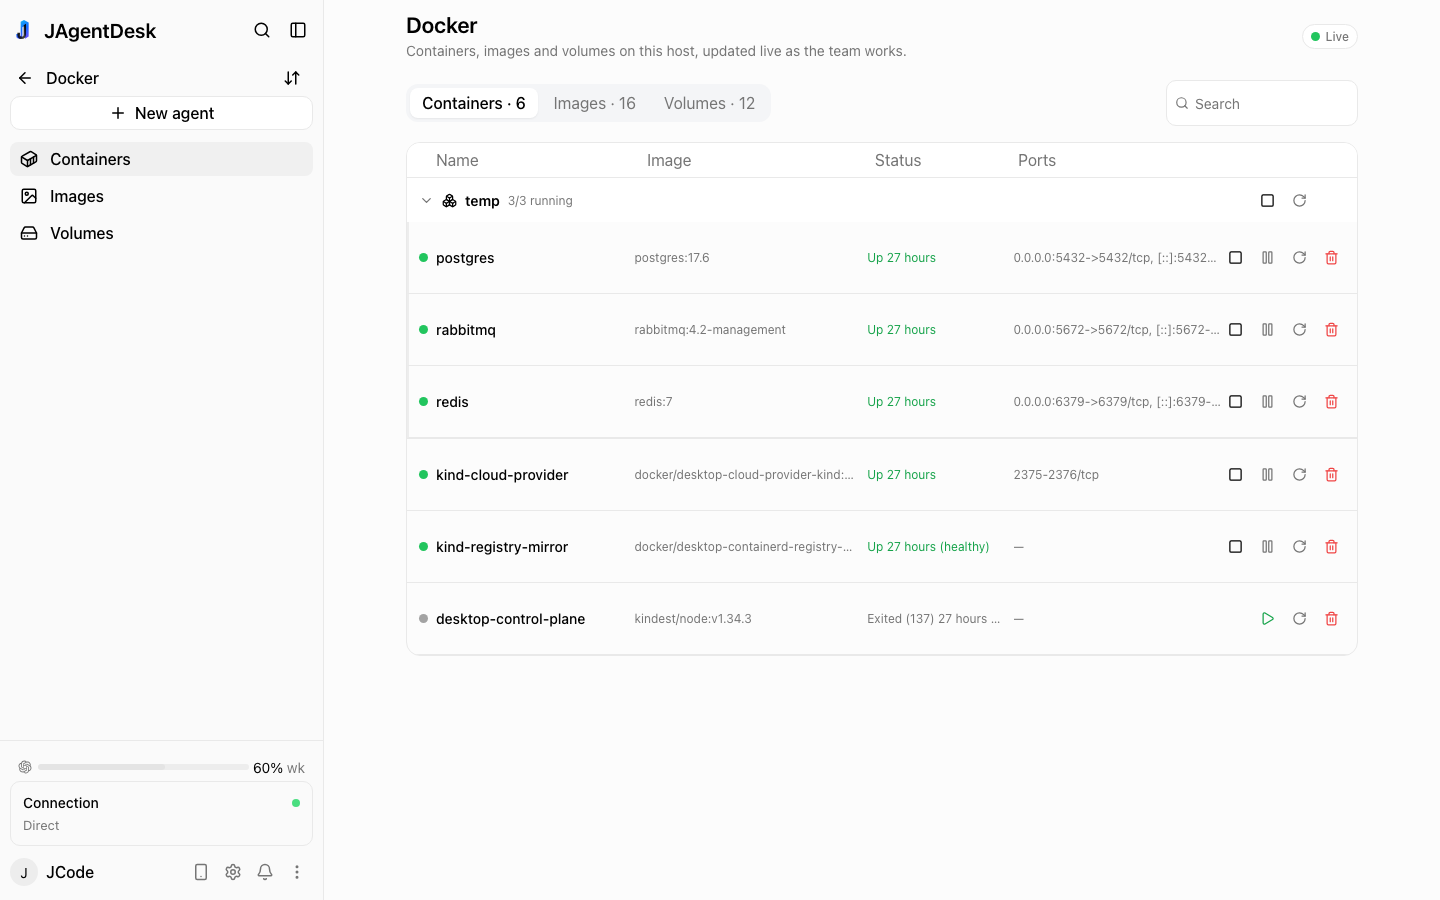 JAgentDesk
Docker
New agent
Containers
Images
Volumes
60% wk
Connection
Direct
J
JCode
Docker
Containers, images and volumes on this host, updated live as the team works.
Live
Containers · 6
Images · 16
Volumes · 12
Search
Name Image Status Ports
temp 3/3 running
postgres postgres:17.6 Up 27 hours 0.0.0.0:5432->5432/tcp, [::]:5432...
rabbitmq rabbitmq:4.2-management Up 27 hours 0.0.0.0:5672->5672/tcp, [::]:5672-...
redis redis:7 Up 27 hours 0.0.0.0:6379->6379/tcp, [::]:6379-...
kind-cloud-provider docker/desktop-cloud-provider-kind:... Up 27 hours 2375-2376/tcp
kind-registry-mirror docker/desktop-containerd-registry-... Up 27 hours (healthy) —
desktop-control-plane kindest/node:v1.34.3 Exited (137) 27 hours ... —